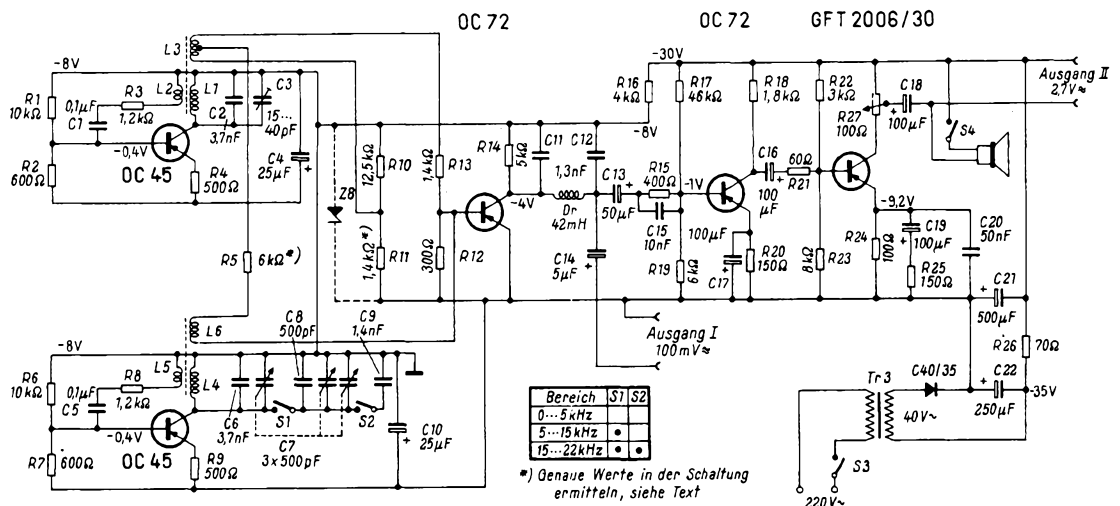 OC 72
OC 72
GFT 2006/30
-8V
L3
L2
L1
C3
15...
40pF
R1
10kΩ
0,1µF
C1
R3
1,2kΩ
C2
3,7nF
-0,4V
R2
600Ω
OC 45
R4
500Ω
C4
25µF
+
R5
6kΩ*)
Z8
R10
12,5kΩ
R11
1,4kΩ*)
R13
1,4kΩ
R12
300Ω
R14
5kΩ
-4V
C11
C12
1,3nF
Dr
42mH
C13
+
50µF
C14
5µF
+
R15
400Ω
C15
10nF
-30V
R16
4kΩ
-8V
R17
46kΩ
-1V
R19
6kΩ
100µF
C17
+
R20
150Ω
R18
1,8kΩ
C16
+
100
µF
60Ω
R21
R22
3kΩ
8kΩ
R23
R27
100Ω
+
C18
100µF
S4
Ausgang II
2,7V≈
-9,2V
R24
100Ω
+
C19
100µF
R25
150Ω
C20
50nF
+
C21
500µF
R26
70Ω
Ausgang I
100mV≈
L6
-8V
L5
L4
R6
10kΩ
0,1µF
C5
R8
1,2kΩ
-0,4V
R7
600Ω
OC 45
R9
500Ω
C6
3,7nF
C8
500pF
C9
1,4nF
S1
S2
C7
3x500pF
C10
25µF
+
Bereich S1 S2
0...5kHz
5...15kHz •
15...22kHz • •
*) Genaue Werte in der Schaltung
ermitteln, siehe Text
Tr3
C40/35
40V~
+
C22
250µF
-35V
S3
220V~